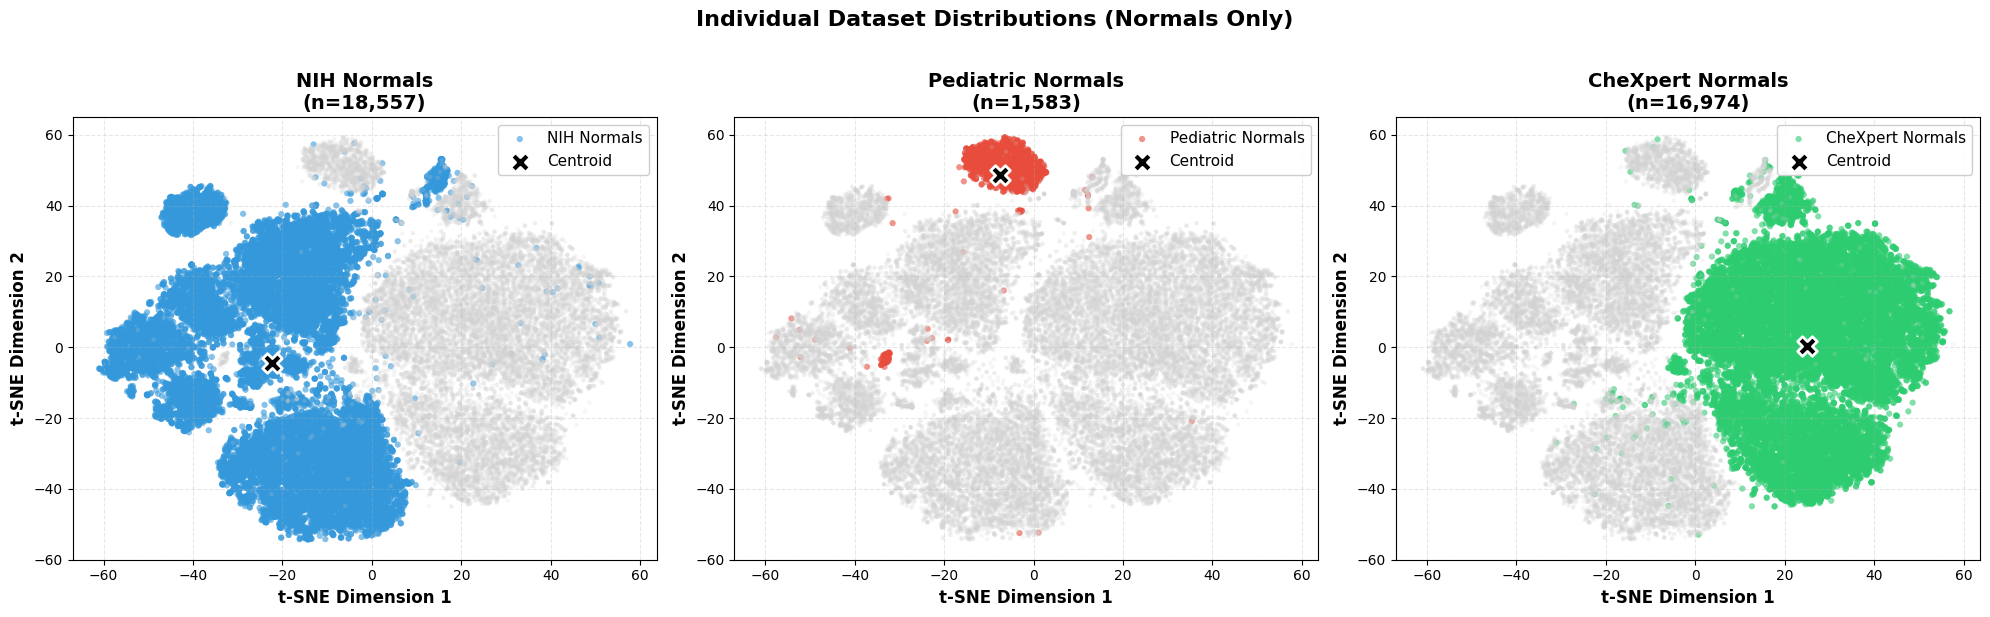 Individual Dataset Distributions (Normals Only)
NIH Normals
(n=18,557)
NIH Normals
Centroid
60
40
20
0
−20
−40
−60
−60
−40
−20
0
20
40
60
t-SNE Dimension 2
t-SNE Dimension 1
Pediatric Normals
(n=1,583)
Pediatric Normals
Centroid
60
40
20
0
−20
−40
−60
−60
−40
−20
0
20
40
60
t-SNE Dimension 2
t-SNE Dimension 1
CheXpert Normals
(n=16,974)
CheXpert Normals
Centroid
60
40
20
0
−20
−40
−60
−60
−40
−20
0
20
40
60
t-SNE Dimension 2
t-SNE Dimension 1